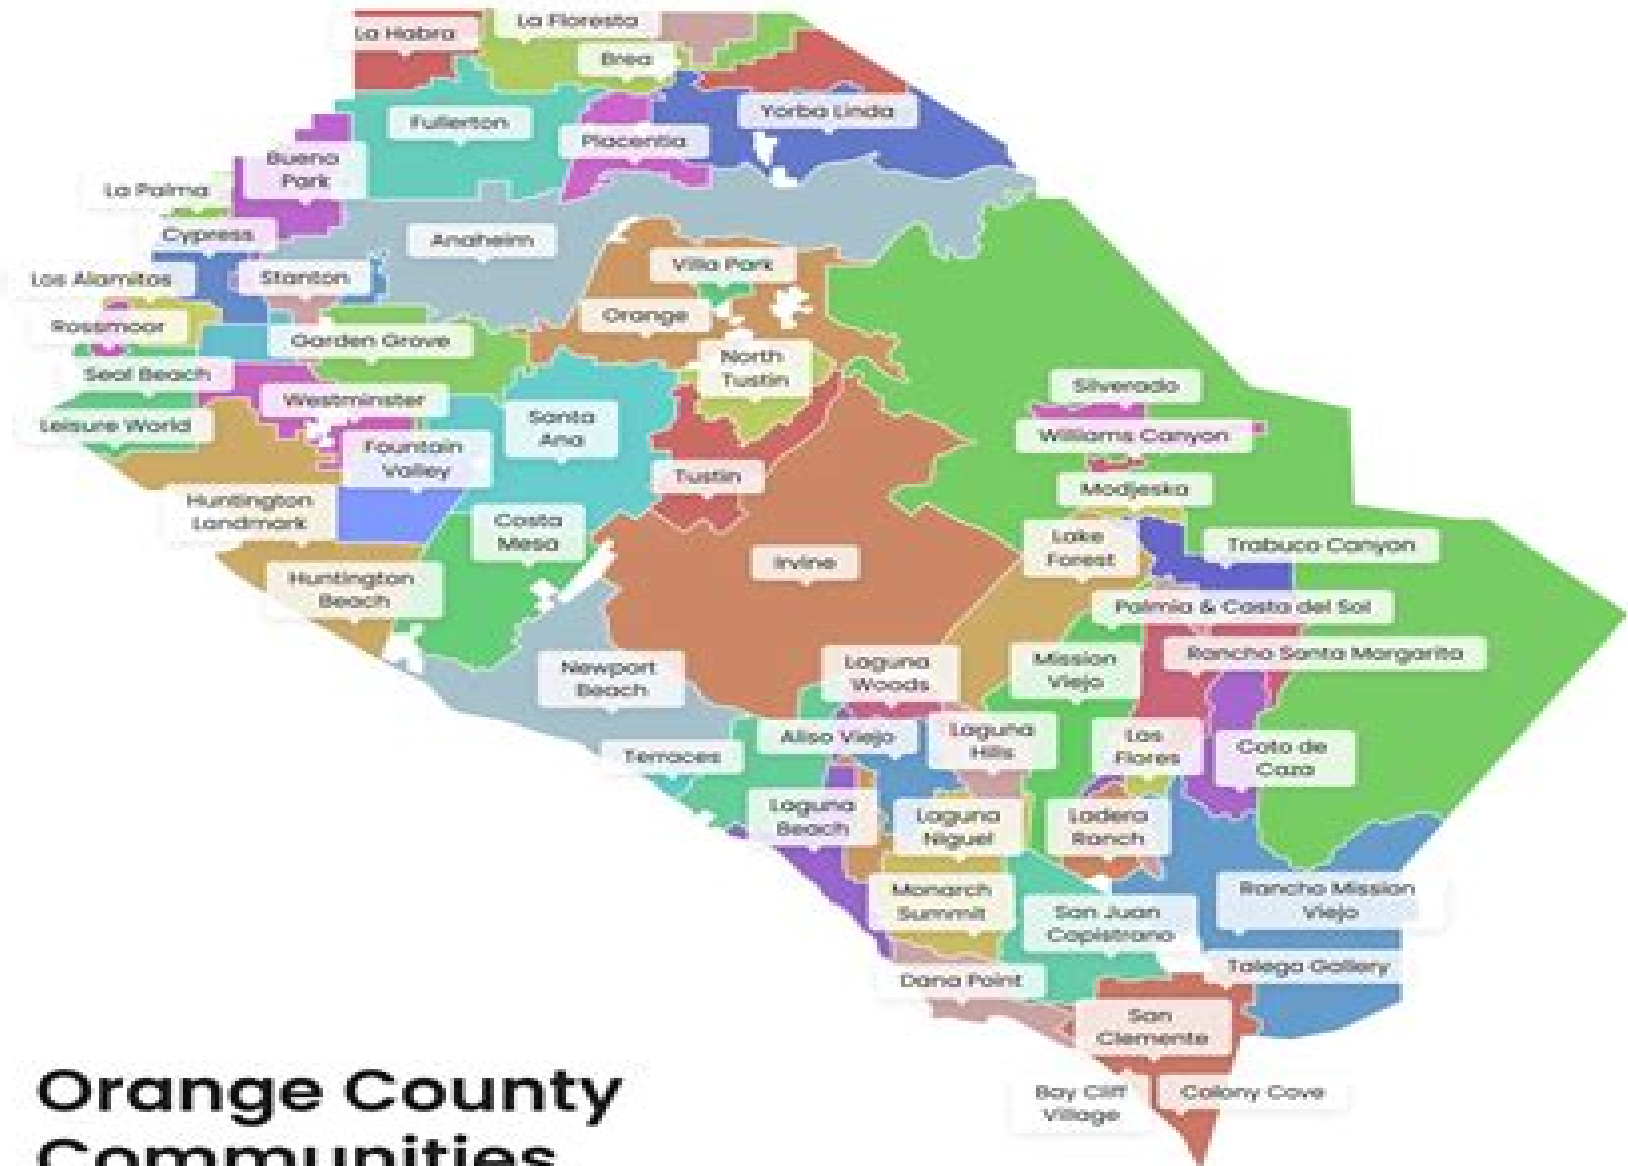 La Habra
La Floresta
Brea
Yorba Linda
Fullerton
Placentia
Buena
Park
La Palma
Cypress
Anaheim
Los Alamitos
Stanton
Villa Park
Orange
Rossmoor
Garden Grove
North
Tustin
Seal Beach
Silverado
Westminster
Leisure World
Santa
Ana
Williams Canyon
Fountain
Valley
Tustin
Modjeska
Huntington
Landmark
Costa
Mesa
Lake
Forest
Trabuco Canyon
Irvine
Huntington
Beach
Palmia & Casta del Sol
Newport
Beach
Laguna
Woods
Mission
Viejo
Rancho Santa Margarita
Aliso Viejo
Laguna
Hills
Las
Flores
Coto de
Caza
Terraces
Laguna
Beach
Laguna
Niguel
Ladera
Ranch
Monarch
Summit
San Juan
Capistrano
Rancho Mission
Viejo
Dana Point
Talega Gallery
San
Clemente
Bay Cliff
Village
Colony Cove
Orange County
Communities